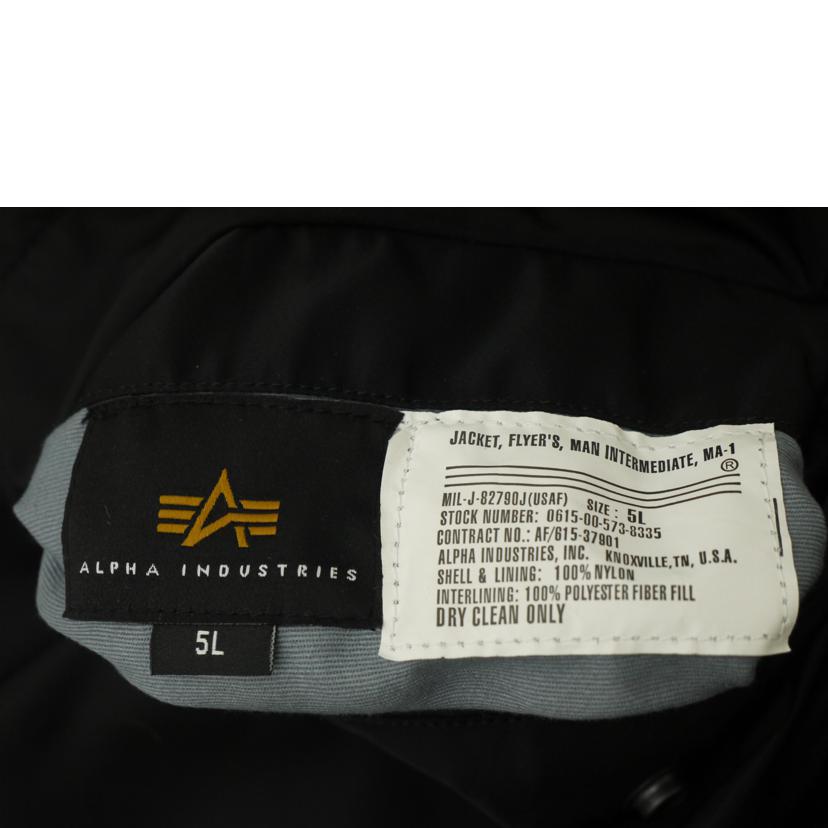 ALPHA INDUSTRIES
5L
JACKET, FLYER'S, MAN INTERMEDIATE, MA-1
®
MIL-J-82790J(USAF) SIZE : 5L
STOCK NUMBER: 0615-00-573-8335
CONTRACT NO.: AF/615-37801
ALPHA INDUSTRIES, INC. KNOXVILLE,TN, U.S.A.
SHELL & LINING: 100% NYLON
INTERLINING: 100% POLYESTER FIBER FILL
DRY CLEAN ONLY